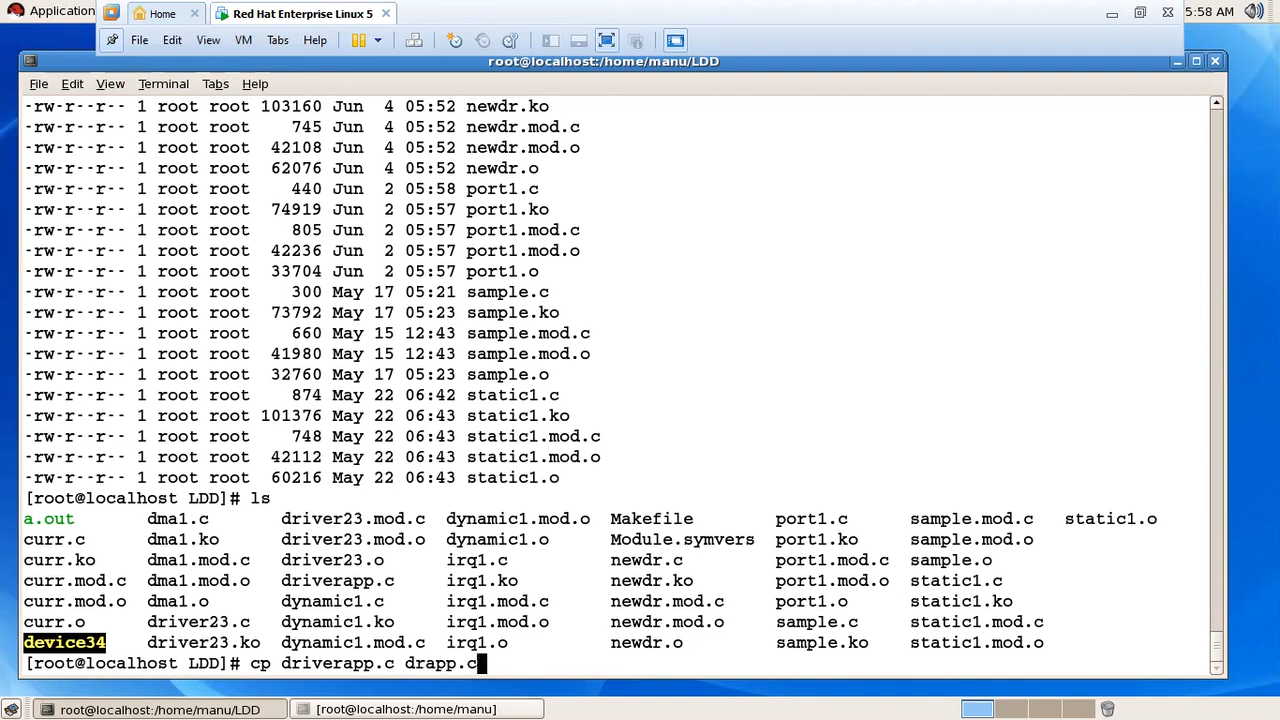 Application
Home
Red Hat Enterprise Linux 5
5:58 AM
File Edit View VM Tabs Help
root@localhost:/home/manu/LDD
File Edit View Terminal Tabs Help
-rw-r--r-- 1 root root 103160 Jun  4 05:52 newdr.ko
-rw-r--r-- 1 root root    745 Jun  4 05:52 newdr.mod.c
-rw-r--r-- 1 root root  42108 Jun  4 05:52 newdr.mod.o
-rw-r--r-- 1 root root  62076 Jun  4 05:52 newdr.o
-rw-r--r-- 1 root root    440 Jun  2 05:58 port1.c
-rw-r--r-- 1 root root  74919 Jun  2 05:57 port1.ko
-rw-r--r-- 1 root root    805 Jun  2 05:57 port1.mod.c
-rw-r--r-- 1 root root  42236 Jun  2 05:57 port1.mod.o
-rw-r--r-- 1 root root  33704 Jun  2 05:57 port1.o
-rw-r--r-- 1 root root    300 May 17 05:21 sample.c
-rw-r--r-- 1 root root  73792 May 17 05:23 sample.ko
-rw-r--r-- 1 root root    660 May 15 12:43 sample.mod.c
-rw-r--r-- 1 root root  41980 May 15 12:43 sample.mod.o
-rw-r--r-- 1 root root  32760 May 17 05:23 sample.o
-rw-r--r-- 1 root root    874 May 22 06:42 static1.c
-rw-r--r-- 1 root root 101376 May 22 06:43 static1.ko
-rw-r--r-- 1 root root    748 May 22 06:43 static1.mod.c
-rw-r--r-- 1 root root  42112 May 22 06:43 static1.mod.o
-rw-r--r-- 1 root root  60216 May 22 06:43 static1.o
[root@localhost LDD]# ls
a.out dma1.c driver23.mod.c dynamic1.mod.o Makefile port1.c sample.mod.c static1.o
curr.c dma1.ko driver23.mod.o dynamic1.o Module.symvers port1.ko sample.mod.o
curr.ko dma1.mod.c driver23.o irq1.c newdr.c port1.mod.c sample.o
curr.mod.c dma1.mod.o driverapp.c irq1.ko newdr.ko port1.mod.o static1.c
curr.mod.o dma1.o dynamic1.c irq1.mod.c newdr.mod.c port1.o static1.ko
curr.o driver23.c dynamic1.ko irq1.mod.o newdr.mod.o sample.c static1.mod.c
device34 driver23.ko dynamic1.mod.c irq1.o newdr.o sample.ko static1.mod.o
[root@localhost LDD]# cp driverapp.c drapp.c
root@localhost:/home/manu/LDD
[root@localhost:/home/manu]